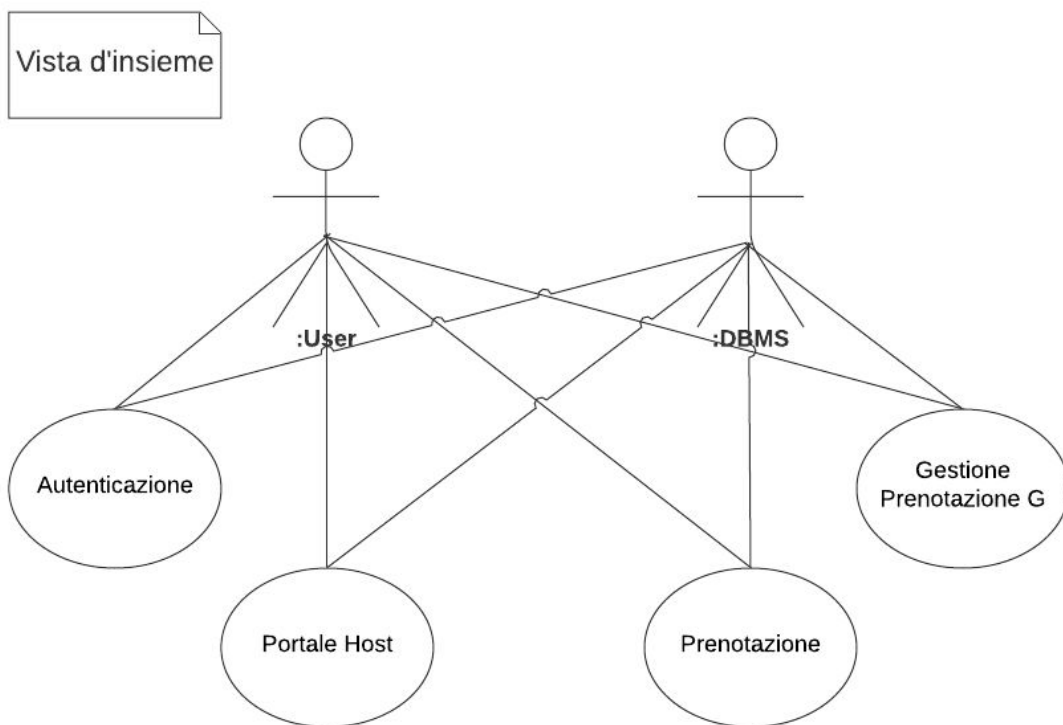 Vista d'insieme
:User
:DBMS
Autenticazione
Gestione
Prenotazione G
Portale Host
Prenotazione